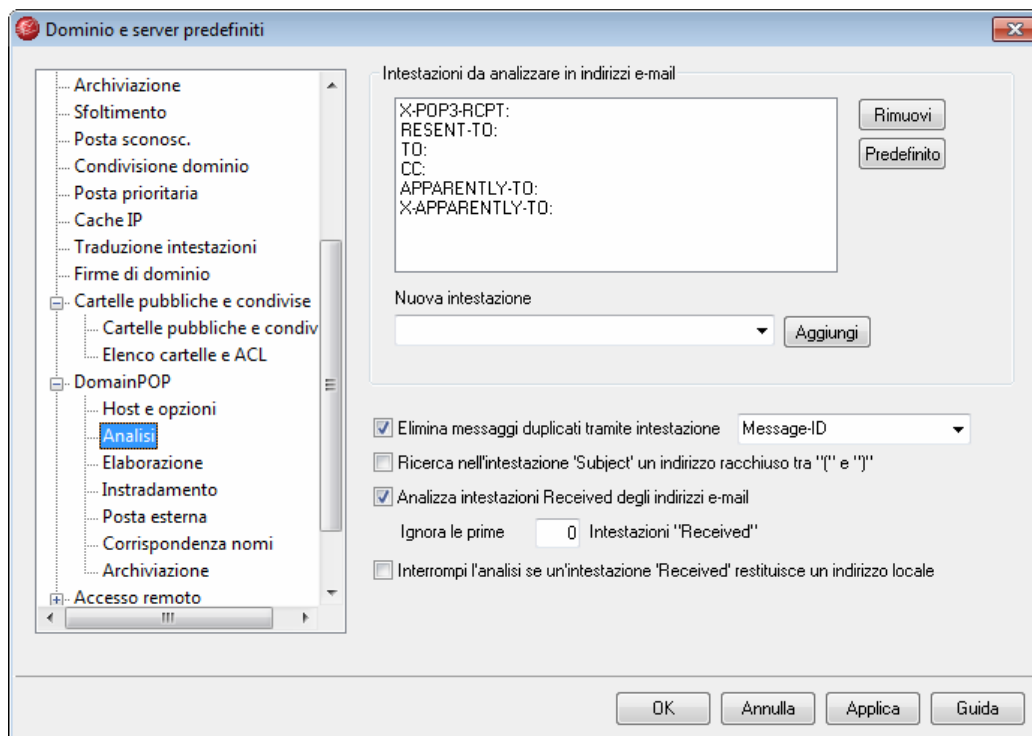 Dominio e server predefiniti
Archiviazione
Sfoltimento
Posta sconosc.
Condivisione dominio
Posta prioritaria
Cache IP
Traduzione intestazioni
Firme di dominio
Cartelle pubbliche e condivise
Cartelle pubbliche e condiv
Elenco cartelle e ACL
DomainPOP
Host e opzioni
Analisi
Elaborazione
Instradamento
Posta esterna
Corrispondenza nomi
Archiviazione
Accesso remoto
Intestazioni da analizzare in indirizzi e-mail
X-POP3-RCPT:
RESENT-TO:
TO:
CC:
APPARENTLY-TO:
X-APPARENTLY-TO:
Rimuovi
Predefinito
Nuova intestazione
Aggiungi
Elimina messaggi duplicati tramite intestazione Message-ID
Ricerca nell'intestazione 'Subject' un indirizzo racchiuso tra "(" e ")"
Analizza intestazioni Received degli indirizzi e-mail
Ignora le prime 0 Intestazioni "Received"
Interrompi l'analisi se un'intestazione 'Received' restituisce un indirizzo locale
OK Annulla Applica Guida